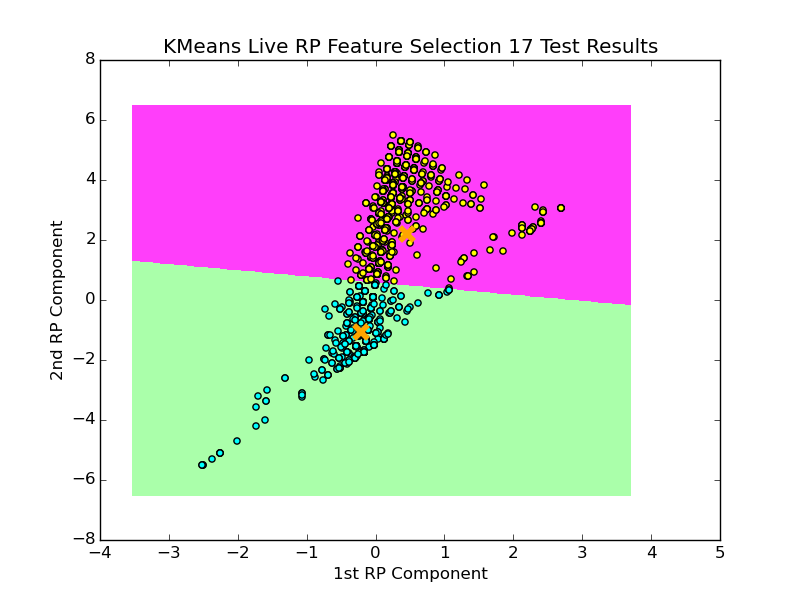 KMeans Live RP Feature Selection 17 Test Results
8
6
4
2
0
−2
−4
−6
−8
2nd RP Component
−4 −3 −2 −1 0 1 2 3 4 5
1st RP Component